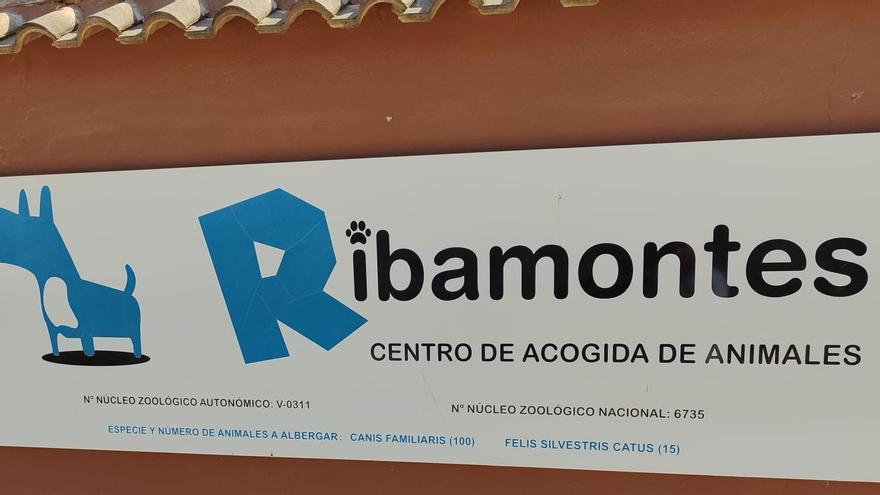 Ribamontes
CENTRO DE ACOGIDA DE ANIMALES
Nº NÚCLEO ZOOLÓGICO AUTONÓMICO: V-0311
Nº NÚCLEO ZOOLÓGICO NACIONAL: 6735
ESPECIE Y NÚMERO DE ANIMALES A ALBERGAR: CANIS FAMILIARIS (100) FELIS SILVESTRIS CATUS (15)